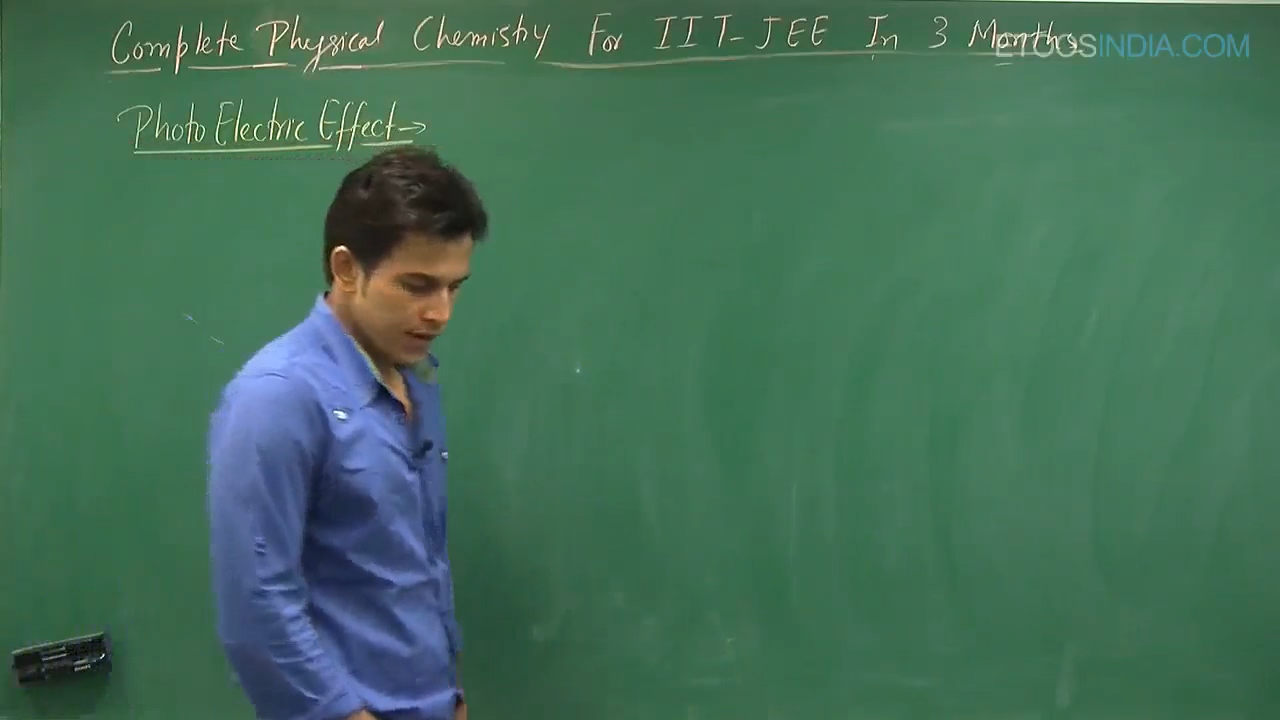 Complete Physical Chemistry For IIT-JEE In 3 Months
ETOOSINDIA.COM
Photo Electric Effect→